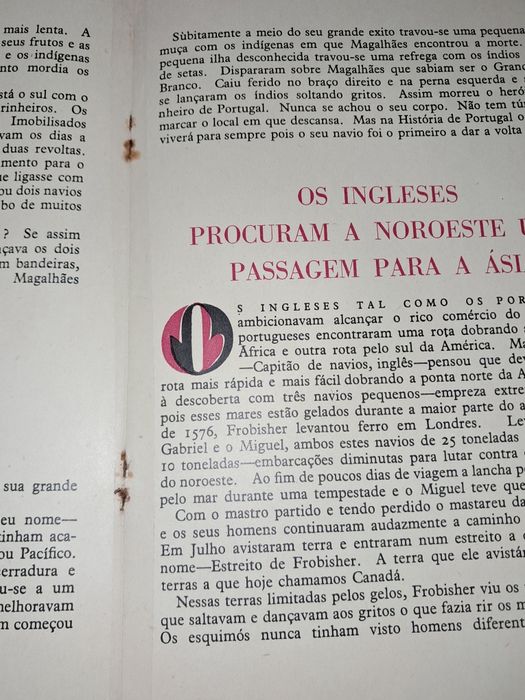 mais lenta. A
seus frutos e as
e os indígenas
nto mordia os
stá o sul com o
rinheiros. Os
Imobilisados
vam os dias a
duas revoltas.
mento para o
e ligasse com
ou dois navios
bo de muitos
? Se assim
çava os dois
m bandeiras,
Magalhães
sua grande
eu nome—
tinham aca-
ou Pacífico.
erradura e
u-se a um
nelhoravam
m começou
Sùbitamente a meio do seu grande exito travou-se uma pequena
muça com os indígenas em que Magalhães encontrou a morte.
pequena ilha desconhecida travou-se uma refrega com os índios
de setas. Dispararam sobre Magalhães que sabiam ser o Grand
Branco. Caiu ferido no braço direito e na perna esquerda e
se lançaram os índios soltando gritos. Assim morreu o heró
nheiro de Portugal. Nunca se achou o seu corpo. Não tem tú
marcar o local em que descansa. Mas na História de Portugal o
viverá para sempre pois o seu navio foi o primeiro a dar a volta
OS INGLESES
PROCURAM A NOROESTE U
PASSAGEM PARA A ÁSI
OS INGLESES TAL COMO OS POR
ambicionavam alcançar o rico comércio do
portugueses encontraram uma rota dobrando a
África e outra rota pelo sul da América. Ma
—Capitão de navios, inglês—pensou que dev
rota mais rápida e mais fácil dobrando a ponta norte da A
à descoberta com três navios pequenos—empreza extre
pois esses mares estão gelados durante a maior parte do a
de 1576, Frobisher levantou ferro em Londres. Lev
Gabriel e o Miguel, ambos estes navios de 25 toneladas
10 toneladas—embarcações diminutas para lutar contra
do noroeste. Ao fim de poucos dias de viagem a lancha p
pelo mar durante uma tempestade e o Miguel teve que
Com o mastro partido e tendo perdido o mastareu da
e os seus homens continuaram audazmente a caminho
Em Julho avistaram terra e entraram num estreito a
nome—Estreito de Frobisher. A terra que ele avistár
terras a que hoje chamamos Canadá.
Nessas terras limitadas pelos gelos, Frobisher viu os
que saltavam e dançavam aos gritos o que fazia rir os m
Os esquimós nunca tinham visto homens diferent